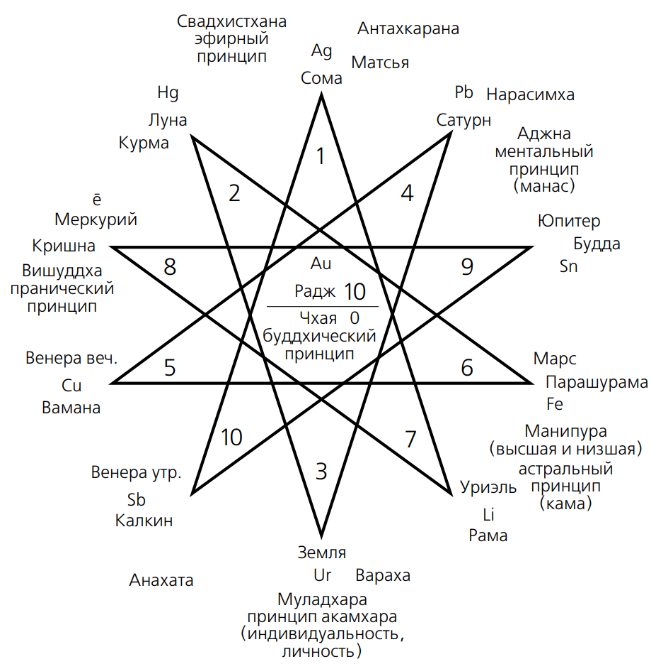 Свадхистхана
эфирный
принцип
Антахкарана
Ag
Матсья
Сома
Hg
Луна
Курма
Pb Нарасимха
Сатурн
Аджна
ментальный
принцип
(манас)
1
2
4
ē
Меркурий
Кришна
Вишуддха
пранический
принцип
Юпитер
Будда
Sn
8
9
Au
Радж 10
Чхая 0
буддхический
принцип
Венера веч.
Cu
Вамана
5
6
Марс
Парашурама
Fe
10
7
3
Манипура
(высшая и низшая)
астральный
принцип
(кама)
Венера утр.
Sb
Калкин
Уриэль
Li
Рама
Земля
Ur Вараха
Анахата
Муладхара
принцип акамхара
(индивидуальность,
личность)